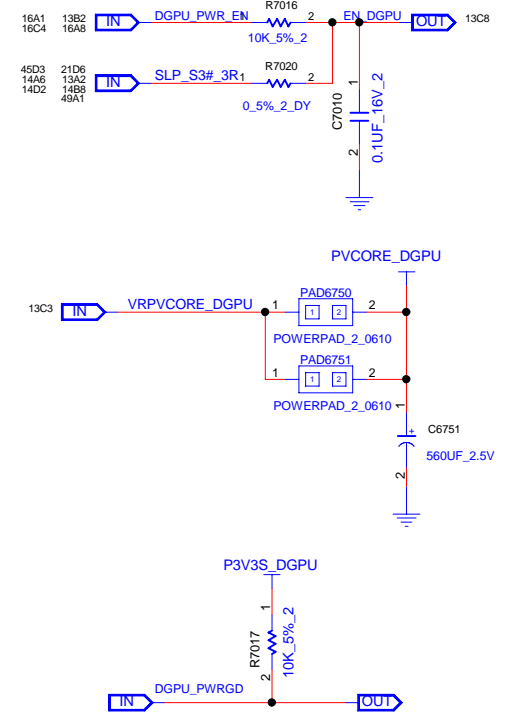 R7016
16A1 13B2 IN DGPU_PWR_EN 1 2 EN_DGPU OUT 13C8
16C4 16A8
10K_5%_2
45D3 21D6 R7020
14A6 13A2 IN SLP_S3#_3R 1 2
14D2 14B8
49A1
0_5%_2_DY
1
C7010
0.1UF_16V_2
2
PVCORE_DGPU
PAD6750
13C3 IN VRPVCORE_DGPU 1 1 2 2
POWERPAD_2_0610
PAD6751
1 1 2 2
POWERPAD_2_0610
1
+
C6751
560UF_2.5V
2
P3V3S_DGPU
1
R7017
10K_5%_2
2
DGPU_PWRGD
IN OUT